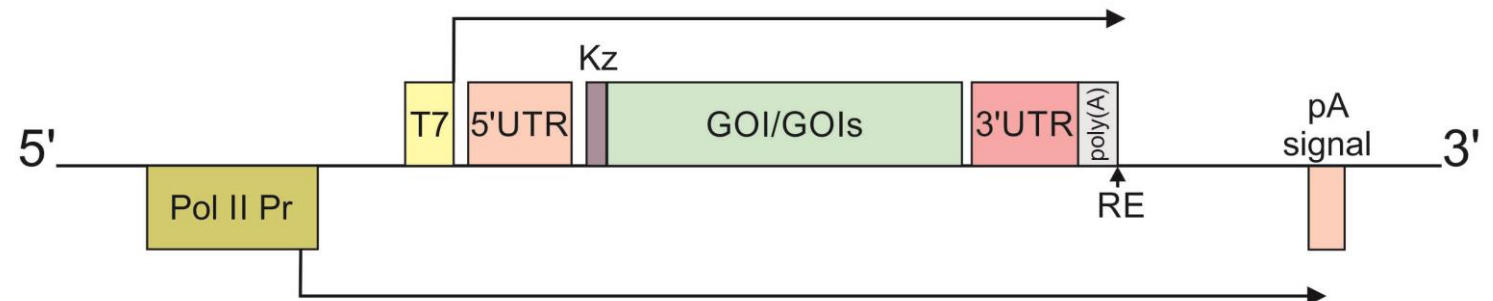 Kz
T7 5'UTR GOI/GOIs 3'UTR poly(A) pA
signal
5' 3'
Pol II Pr RE